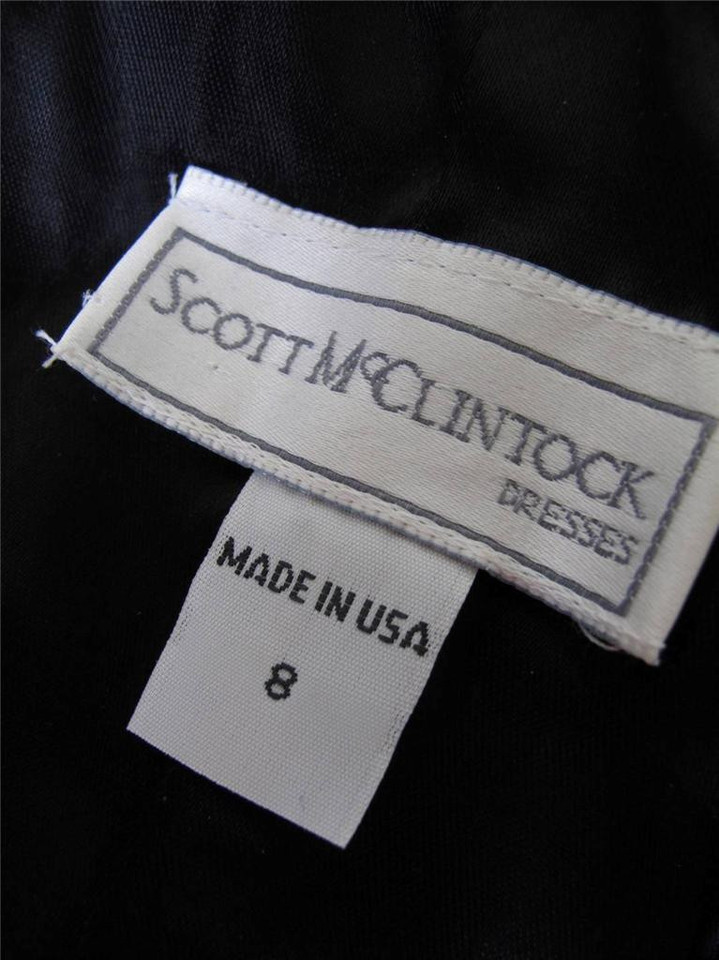 SCOTT McCLINTOCK
DRESSES
MADE IN USA
8